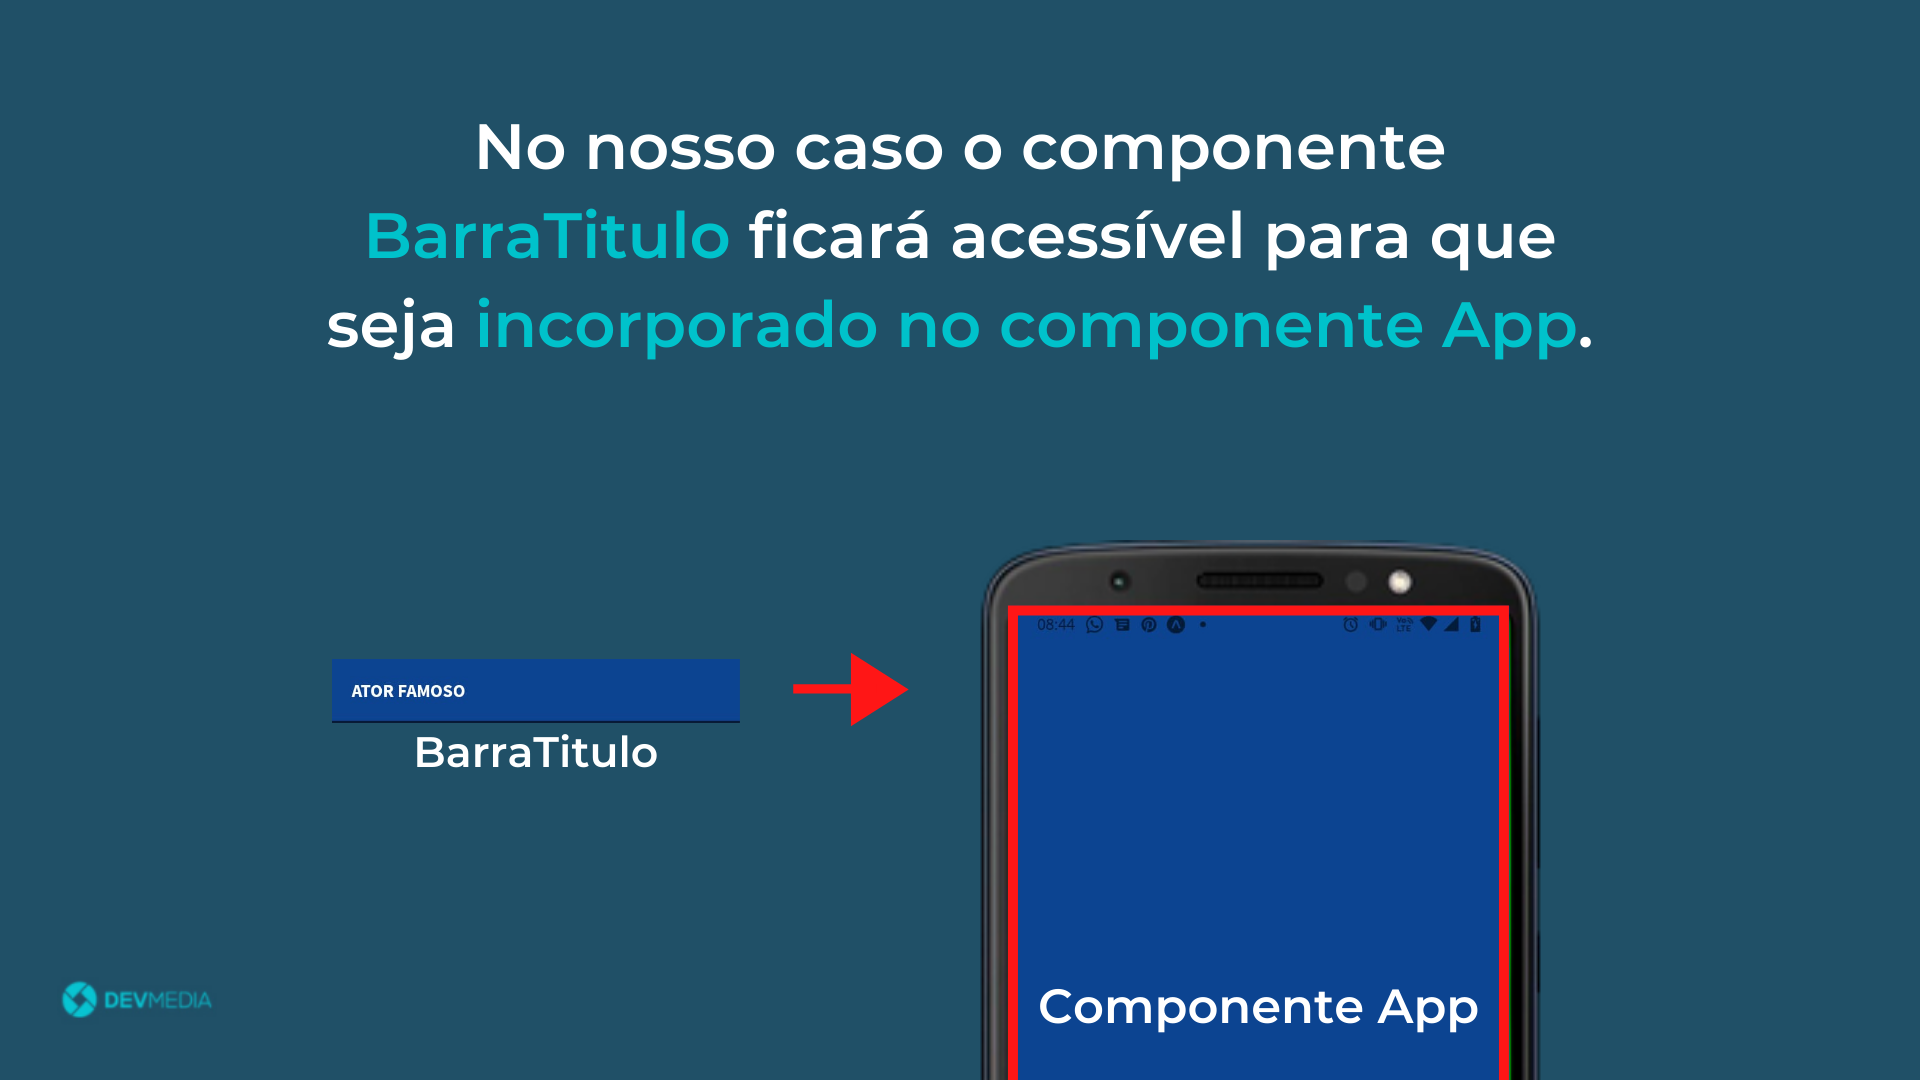 No nosso caso o componente
BarraTitulo ficará acessível para que
seja incorporado no componente App.
08:44
VoLTE
ATOR FAMOSO
BarraTitulo
Componente App
DEVMEDIA